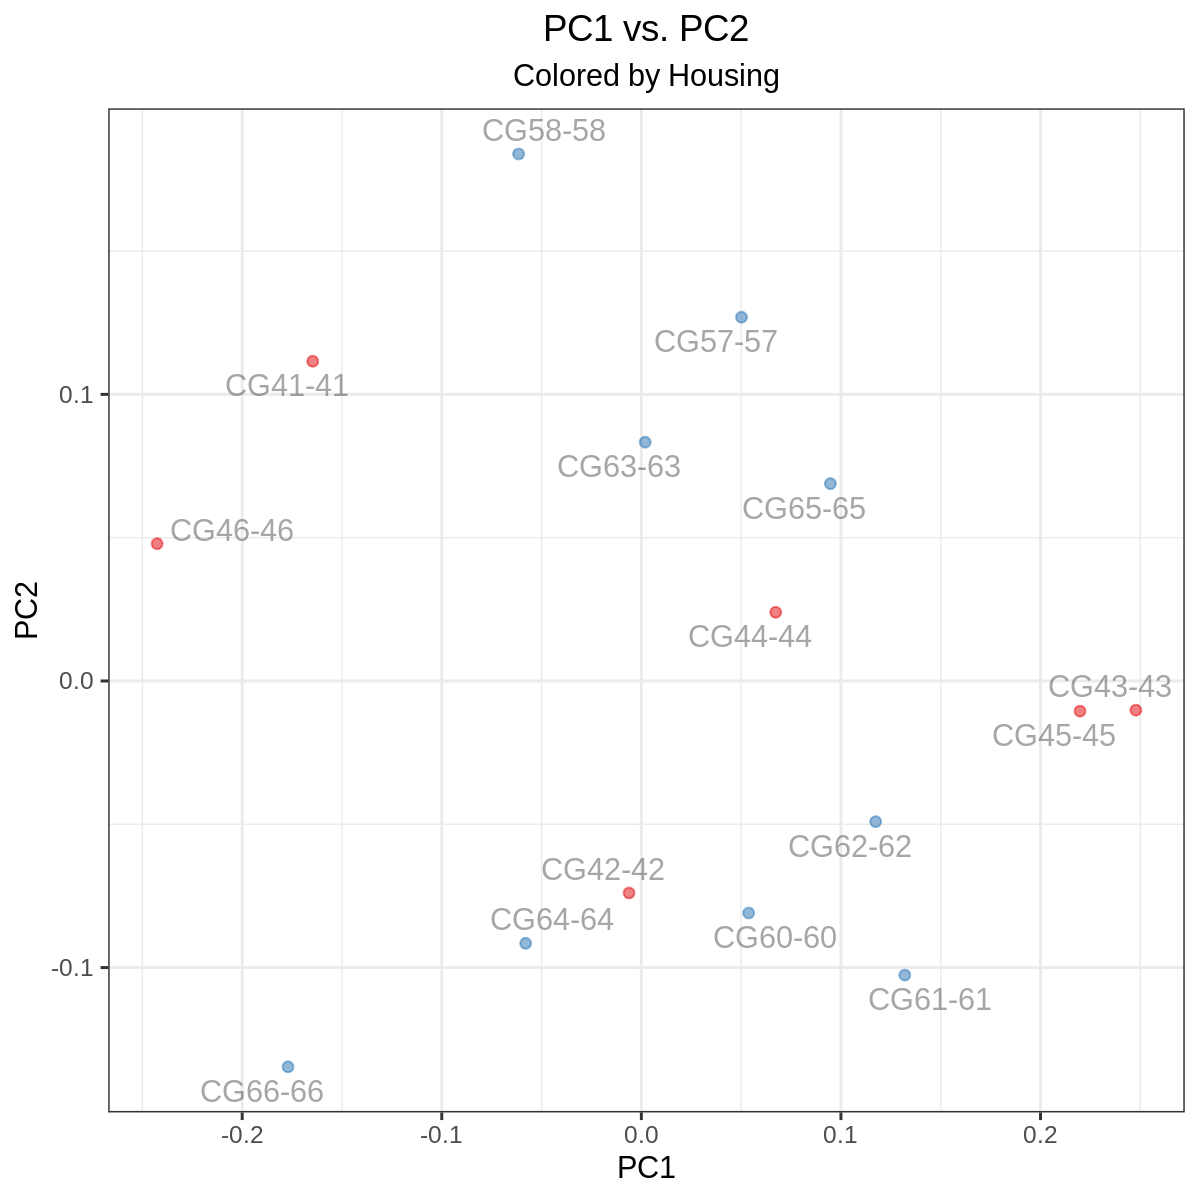 PC1 vs. PC2
Colored by Housing
CG58-58
CG57-57
CG41-41
0.1
CG63-63
CG65-65
CG46-46
PC2
CG44-44
0.0
CG43-43
CG45-45
CG62-62
CG42-42
CG64-64
CG60-60
-0.1
CG61-61
CG66-66
-0.2
-0.1
0.0
0.1
0.2
PC1